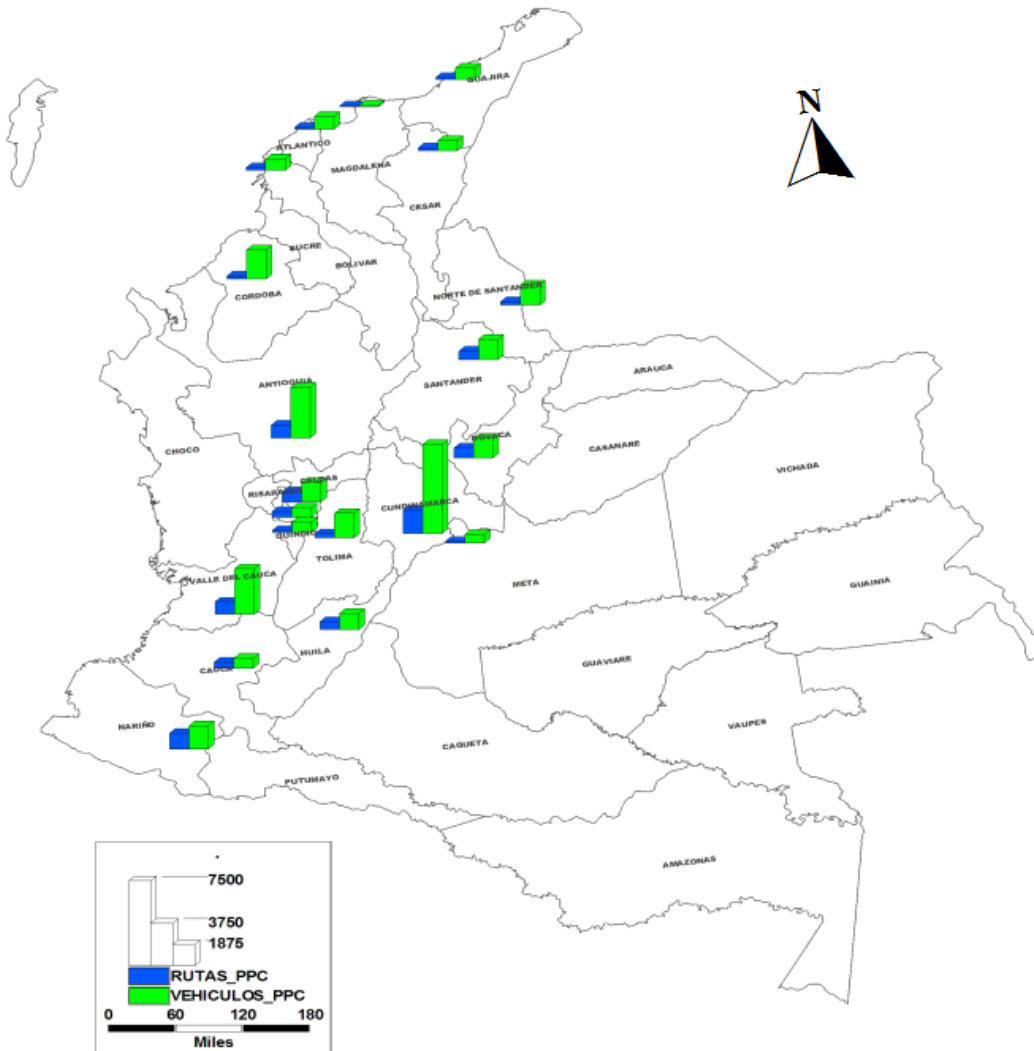 N
GUAJIRA
ATLANTICO
MAGDALENA
CESAR
SUCRE
BOLIVAR
CORDOBA
NORTE DE SANTANDER
ANTIOQUIA
SANTANDER
ARAUCA
BOYACA
CHOCO
CASANARE
VICHADA
CALDAS
RISARALDA
CUNDINAMARCA
QUINDIO
TOLIMA
VALLE DEL CAUCA
META
GUAINIA
HUILA
GUAVIARE
CAUCA
NARIÑO
VAUPES
CAQUETA
PUTUMAYO
AMAZONAS
7500
3750
1875
RUTAS_PPC
VEHICULOS_PPC
0 60 120 180
Miles